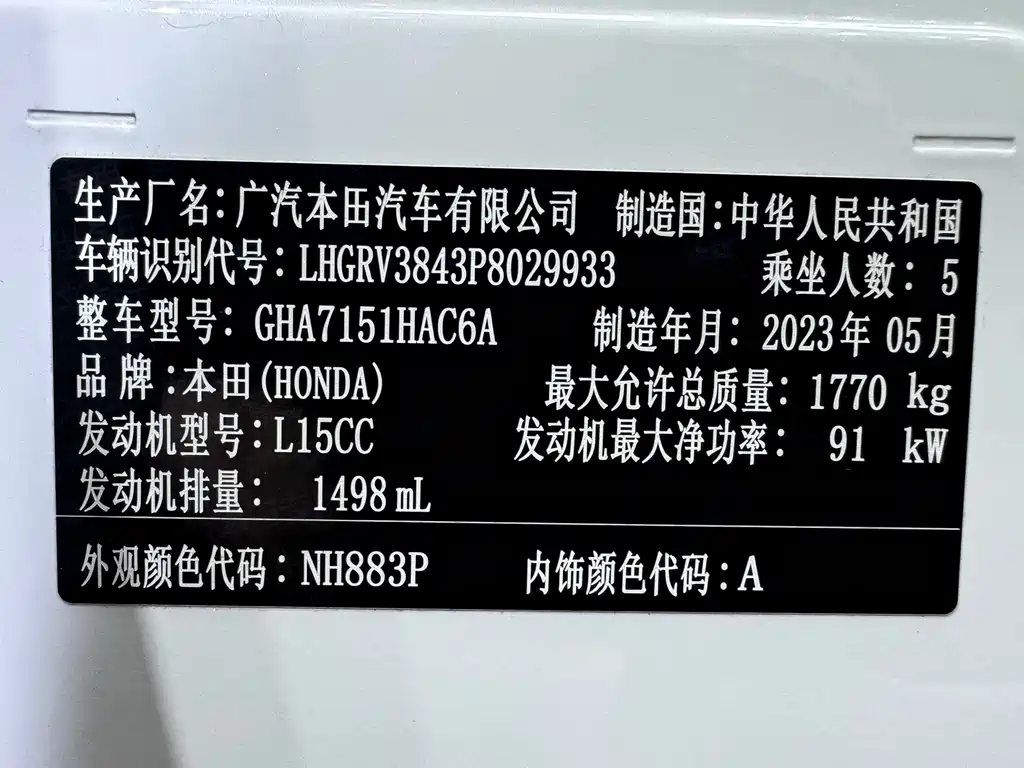 生产厂名:广汽本田汽车有限公司 制造国:中华人民共和国
车辆识别代号:LHGRV3843P8029933 乘坐人数:5
整车型号:GHA7151HAC6A 制造年月:2023年05月
品牌:本田(HONDA) 最大允许总质量:1770 kg
发动机型号:L15CC 发动机最大净功率:91 kW
发动机排量:1498mL
外观颜色代码:NH883P 内饰颜色代码:A